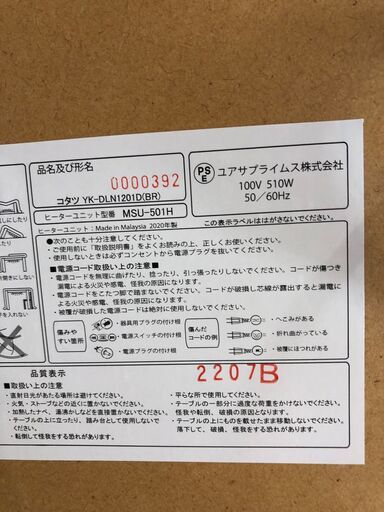 品名及び形名
0000392
コタツ YK-DLN1201D(BR)
ヒーターユニット型番 MSU-501H
PS
E
ユアサプライムス株式会社
100V 510W
50／60Hz
ヒーターユニット：Made in Malaysia 2020年製
この表示ラベルははがさないでください。
●次のことも十分注意してください。
・ご使用前に「取扱説明書」をよくお読みの上、正しくお使いください。
・使用しないときは必ずコンセントから電源プラグを抜いてください。
■電源コード取扱い上の注意
・電源コードを無理に曲げたり、捻ったり、引っ張ったりしないでください。コードが傷つき
漏電による火災や感電、怪我の原因となります。
・電源コードをこたつ脚で踏まないでください。コードが破損し芯線が露出すると漏電
による火災や感電、怪我の原因となります。
・被覆が破損した電源コードは絶対に使用しないでください。
傷みや
すい箇所
・器具用プラグの付け根
・電源スイッチの付け根
・電源プラグの付け根
傷んだ
コードの例
・へこみがある
・折れ曲がっている
・被覆にほつれがある
品質表示
2207B
■取扱い上の注意
・直射日光があたる場所は避けてください。
・火気・ストーブなどの近くに置かないでください。
・加熱したナベ、湯沸かしなどを直接置かないでください。
・テーブルの上に立ったり、踏み台として使用しないで
ください。
・転倒して怪我をする恐れがあります。
・平らな所で使用してください。
・テーブルの一部分に過度な荷重をかけないでください。
怪我や転倒、破損の原因となります。
・テーブルの上にものを載せたまま移動しないでください。
落下して、破損、怪我をする恐れがあります。